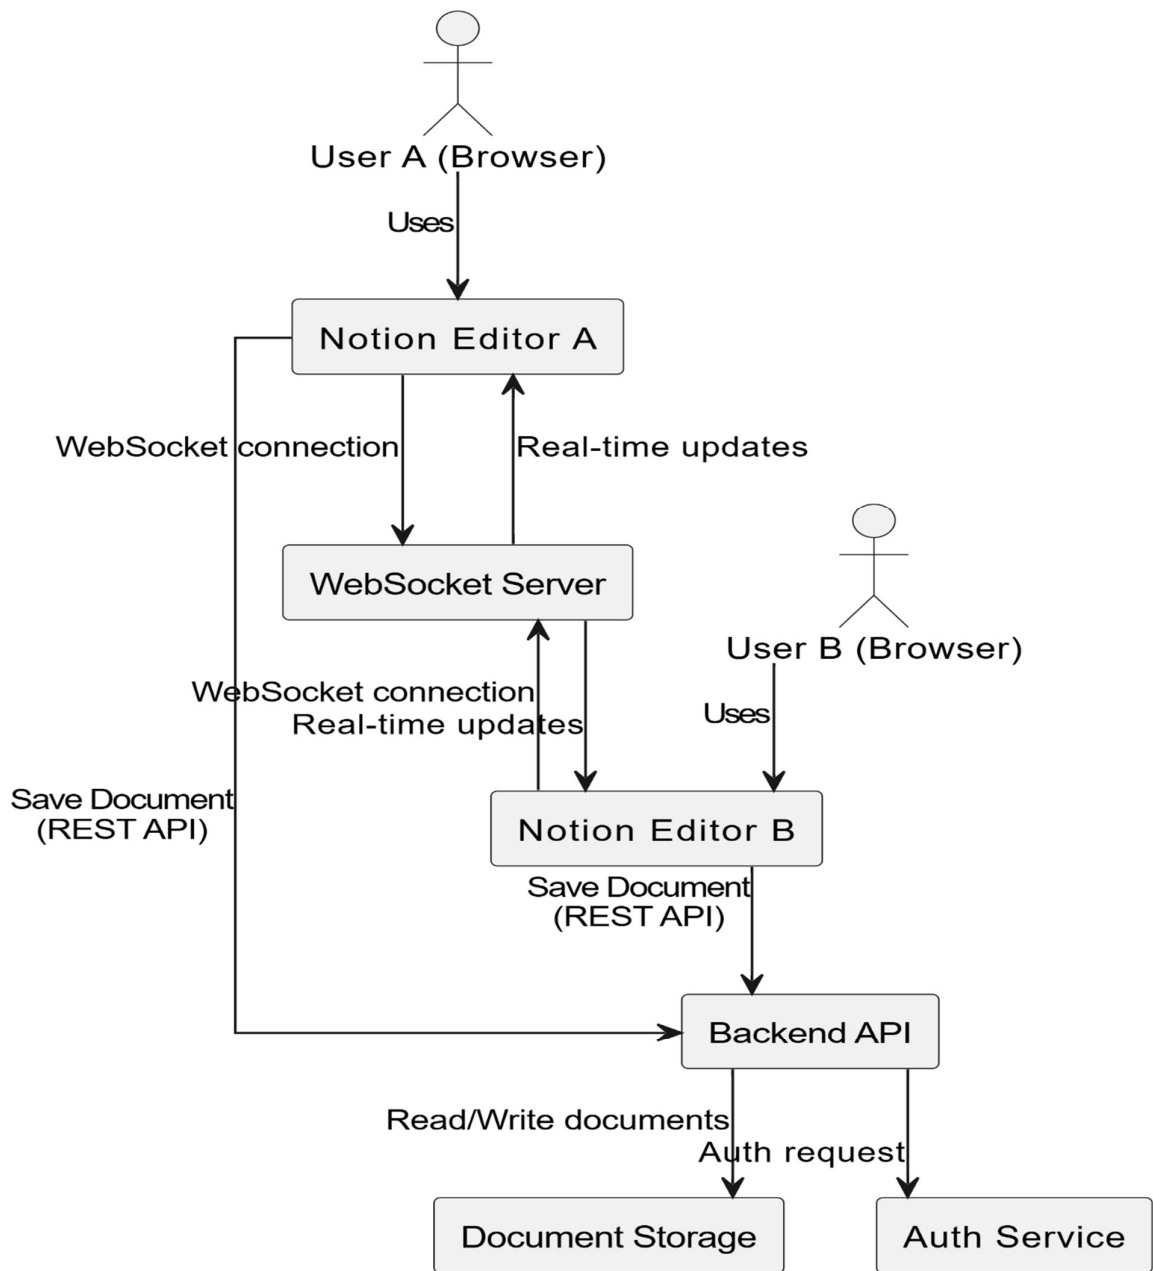 User A (Browser)
Uses
Notion Editor A
WebSocket connection
Real-time updates
WebSocket Server
User B (Browser)
WebSocket connection
Real-time updates
Uses
Save Document
(REST API)
Notion Editor B
Save Document
(REST API)
Backend API
Read/Write documents
Auth request
Document Storage
Auth Service